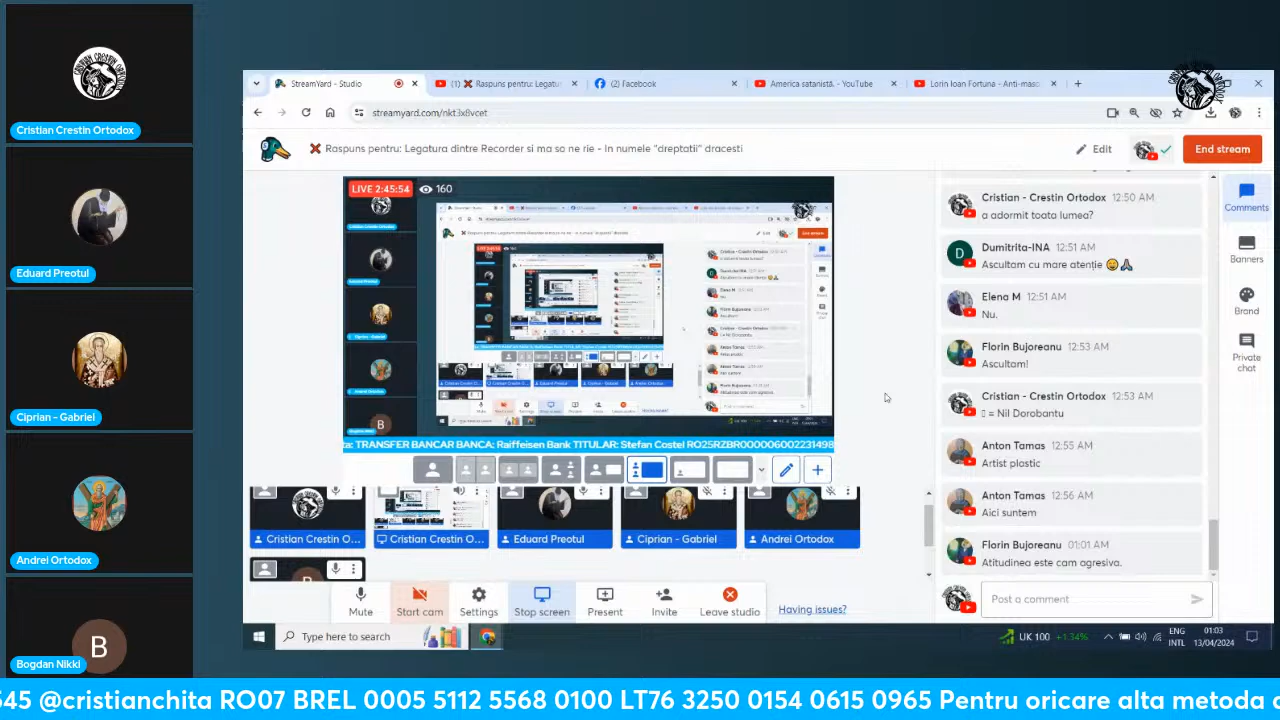 Cristian Crestin Ortodox
Eduard Preotul
Ciprian - Gabriel
Andrei Ortodox
B
Bogdan Nikki
StreamYard - Studio
(1) ❌ Raspuns pentru: Legatu
(2) Facebook
America satanistă. - YouTube
Lorin Ioan Fortuna - Anti-maso
streamyard.com/nkt3x8vcet
❌ Raspuns pentru: Legatura dintre Recorder si ma so ne rie - In numele "dreptatii" dracesti
Edit
End stream
LIVE 2:45:54
160
ta: TRANSFER BANCAR BANCA: Raiffeisen Bank TITULAR: Stefan Costel RO25RZBR000006002231498
Cristian Crestin O...
Cristian Crestin O...
Eduard Preotul
Ciprian - Gabriel
Andrei Ortodox
Mute
Start cam
Settings
Stop screen
Present
Invite
Leave studio
Having issues?
Cristian - Crestin Ortodox 12:50 AM
a adormit toata lumea?
D
Dumitrita-INA 12:51 AM
Ascultam cu mare atenție 😀🙏
Elena M 12:51 AM
Nu.
Florin Bujoreanu 12:53 AM
Ascultam!
Cristian - Crestin Ortodox 12:53 AM
= Nil Dorobantu
Anton Tamas 12:55 AM
Artist plastic
Anton Tamas 12:56 AM
Aici suntem
Florin Bujoreanu 01:01 AM
Atitudinea este cam agresiva.
Post a comment
Comments
Banners
Brand
Private
chat
Type here to search
UK 100 +1.34%
ENG
INTL
01:03
13/04/2024
545 @cristianchita RO07 BREL 0005 5112 5568 0100 LT76 3250 0154 0615 0965 Pentru oricare alta metoda